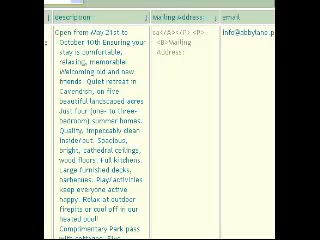 description Mailing Address: email
Open from May 21st to
October 10th Ensuring your
stay is comfortable,
relaxing, memorable.
Welcoming old and new
friends. Quiet retreat in
Cavendish, on five
beautiful landscaped acres
Just four (one- to three-
bedroom) summer homes.
Quality, impeccably clean
inside/out. Spacious,
bright, cathedral ceilings,
wood floors. Full kitchens.
Large furnished decks,
barbecues. Play/activities
keep everyone active
happy. Relax at outdoor
firepits or cool off in our
heated pool!
Complimentary Park pass
ca</A></P> <P>
<B>Mailing
Address:
info@abbylane.p